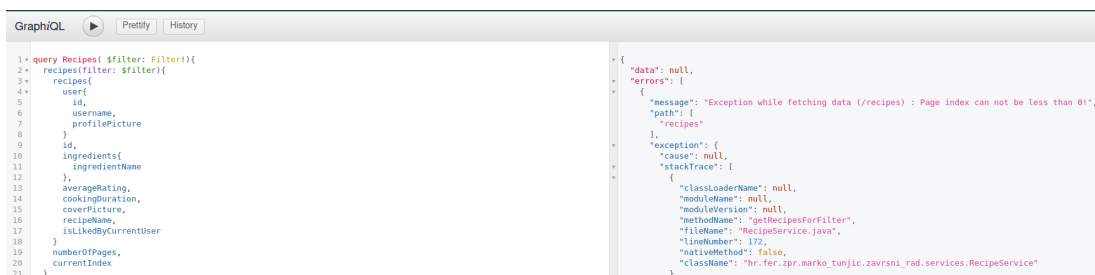 GraphiQL Prettify History
1 query Recipes( $filter: Filter!){
2 recipes(filter: $filter){
3 recipes{
4 user{
5 id,
6 username,
7 profilePicture
8 }
9 id,
10 ingredients{
11 ingredientName
12 },
13 averageRating,
14 cookingDuration,
15 coverPicture,
16 recipeName,
17 isLikedByCurrentUser
18 }
19 numberOfPages,
20 currentIndex
21 }
{
"data": null,
"errors": [
{
"message": "Exception while fetching data (/recipes) : Page index can not be less than 0!",
"path": [
"recipes"
],
"exception": {
"cause": null,
"stackTrace": [
{
"classLoaderName": null,
"moduleName": null,
"moduleVersion": null,
"methodName": "getRecipesForFilter",
"fileName": "RecipeService.java",
"lineNumber": 172,
"nativeMethod": false,
"className": "hr.fer.zpr.marko_tunjic.zavrsni_rad.services.RecipeService"
}